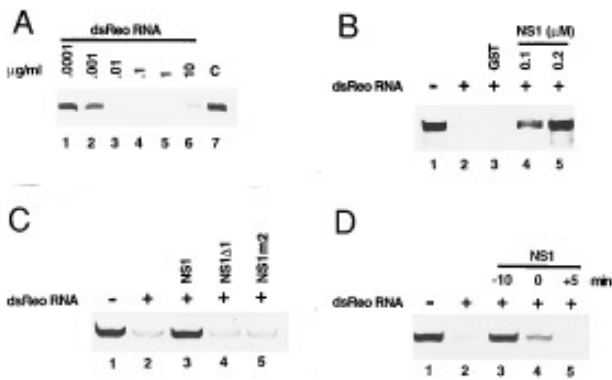 A
dsReo RNA
μg/ml .0001 .001 .01 .1 1 10 C
1 2 3 4 5 6 7
B
NS1 (μM)
GST 0.1 0.2
dsReo RNA - + + + +
1 2 3 4 5
C
NS1 NS1Δ1 NS1m2
dsReo RNA - + + + +
1 2 3 4 5
D
NS1
-10 0 +5 min
dsReo RNA - + + + +
1 2 3 4 5